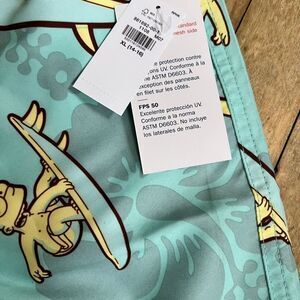 XL (14-16)
standard
mesh side
protection contre
UV. Conforme à la
ASTM D6603. À
exception des panneaux
en filet sur les côtés.
FPS 50
Excelente protección UV.
Conforme a la norma
ASTM D6603. No incluye
los laterales de malla.